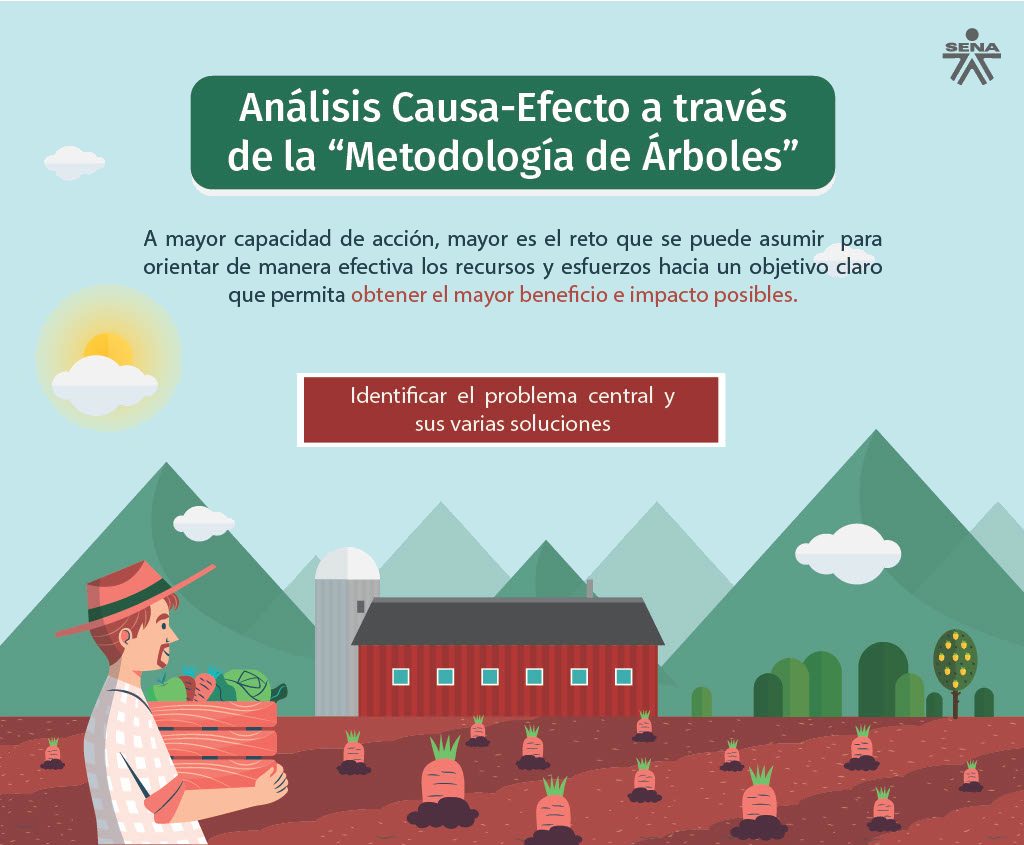 SENA
Análisis Causa-Efecto a través
de la “Metodología de Árboles”
A mayor capacidad de acción, mayor es el reto que se puede asumir para
orientar de manera efectiva los recursos y esfuerzos hacia un objetivo claro
que permita obtener el mayor beneficio e impacto posibles.
Identificar el problema central y
sus varias soluciones